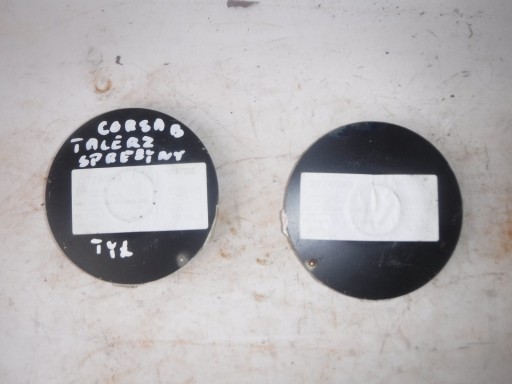 CORSA B
TALERZ
SPRĘŻYNY
TYŁ